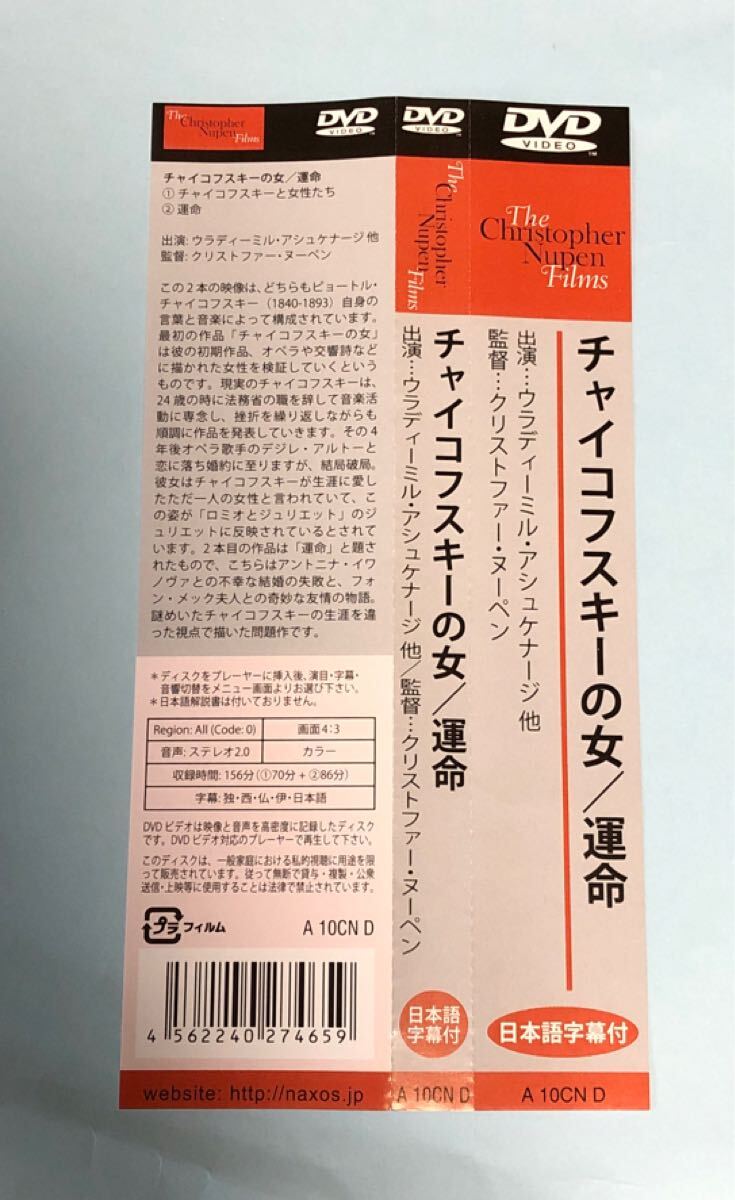 The
Christopher
Nupen
Films
DVD
VIDEO
チャイコフスキーの女／運命
① チャイコフスキーと女性たち
② 運命
出演: ウラディーミル・アシュケナージ 他
監督: クリストファー・ヌーペン
この2本の映像は、どちらもピョートル・
チャイコフスキー (1840-1893) 自身の
言葉と音楽によって構成されています。
最初の作品「チャイコフスキーの女」
は彼の初期作品、オペラや交響詩など
に描かれた女性を検証していくという
ものです。現実のチャイコフスキーは、
24歳の時に法務省の職を辞して音楽活
動に専念し、挫折を繰り返しながらも
順調に作品を発表していきます。その4
年後オペラ歌手のデジレ・アルトーと
恋に落ち婚約に至りますが、結局破局。
彼女はチャイコフスキーが生涯に愛し
たただ一人の女性と言われていて、こ
の姿が「ロミオとジュリエット」のジ
ュリエットに反映されているとされて
います。2本目の作品は「運命」と題さ
れたもので、こちらはアントニナ・イワ
ノヴァとの不幸な結婚の失敗と、フォ
ン・メック夫人との奇妙な友情の物語。
謎めいたチャイコフスキーの生涯を違
った視点で描いた問題作です。
＊ディスクをプレーヤーに挿入後、演目・字幕・
音響切替をメニュー画面よりお選び下さい。
＊日本語解説書は付いておりません。
Region: All (Code: 0) 画面4:3
音声: ステレオ2.0 カラー
収録時間: 156分 (①70分 + ②86分)
字幕: 独・西・仏・伊・日本語
DVDビデオは映像と音声を高密度に記録したディスク
です。DVDビデオ対応のプレーヤーで再生して下さい。
このディスクは、一般家庭における私的視聴に用途を限
って販売されています。従って無断で貸与・複製・公衆
送信・上映等に使用することは法律で禁止されています。
プラ フィルム A 10CN D
4 562240 274659
website: http://naxos.jp
DVD
VIDEO
The
Christopher
Nupen
Films
チャイコフスキーの女／運命
出演…ウラディーミル・アシュケナージ 他／監督…クリストファー・ヌーペン
日本語
字幕付
A 10CN D
DVD
VIDEO
TM
The
Christopher
Nupen
Films
チャイコフスキーの女／運命
出演…ウラディーミル・アシュケナージ 他
監督…クリストファー・ヌーペン
日本語字幕付
A 10CN D